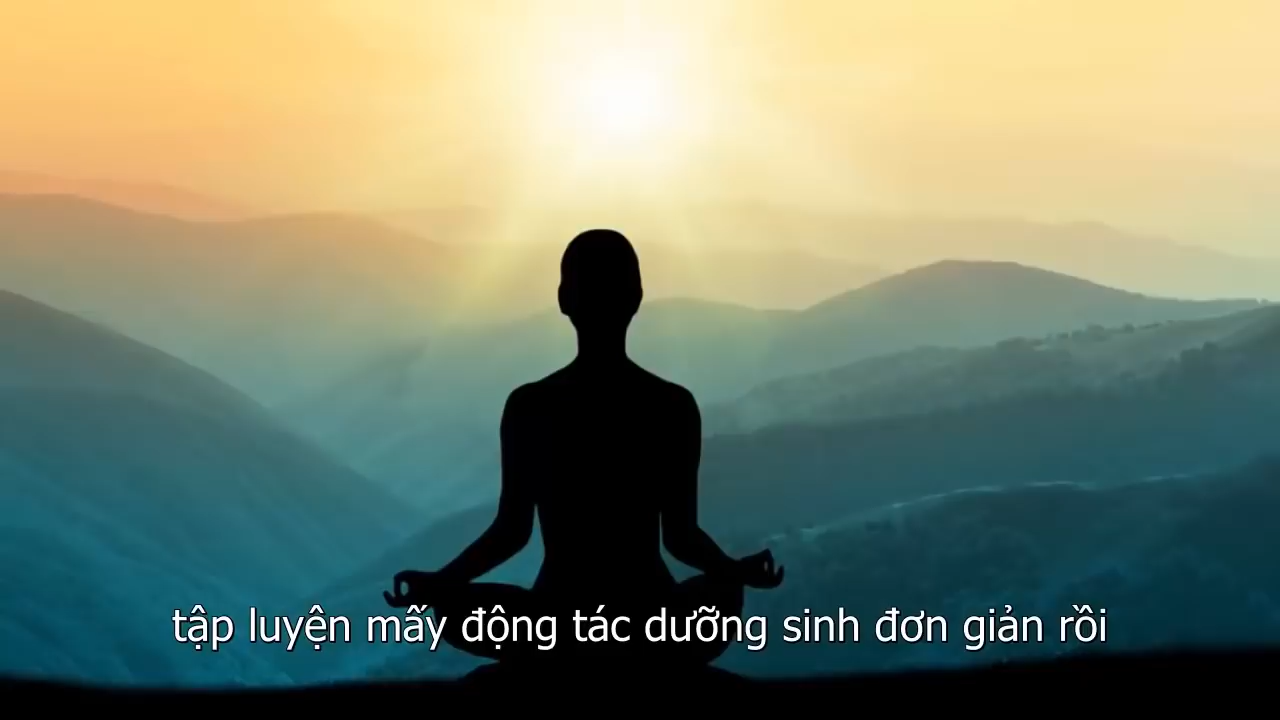 tập luyện mấy động tác dưỡng sinh đơn giản rồi